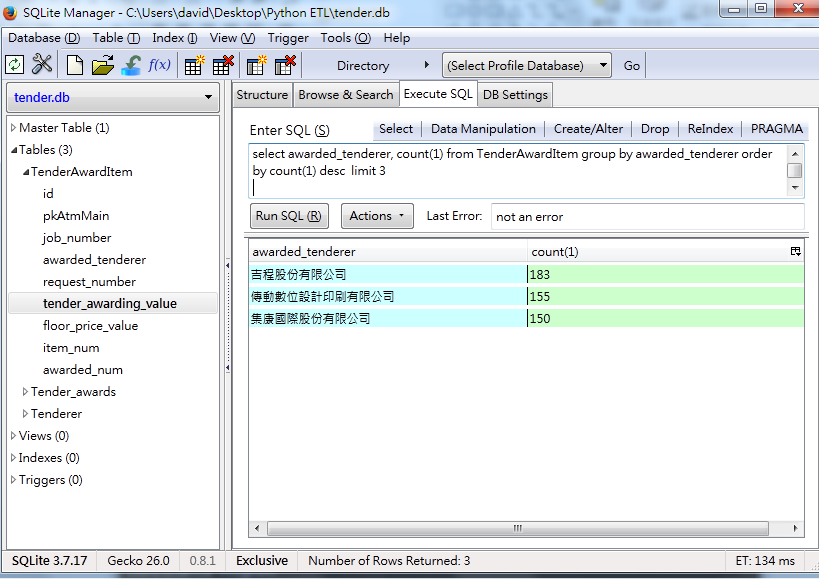 SQLite Manager - C:\Users\david\Desktop\Python ETL\tender.db
Database (D) Table (T) Index (I) View (V) Trigger Tools (O) Help
f(x) Directory (Select Profile Database) Go
tender.db
Structure Browse & Search Execute SQL DB Settings
Master Table (1)
Tables (3)
TenderAwardItem
id
pkAtmMain
job_number
awarded_tenderer
request_number
tender_awarding_value
floor_price_value
item_num
awarded_num
Tender_awards
Tenderer
Views (0)
Indexes (0)
Triggers (0)
Enter SQL (S) Select Data Manipulation Create/Alter Drop ReIndex PRAGMA
select awarded_tenderer, count(1) from TenderAwardItem group by awarded_tenderer order
by count(1) desc limit 3
Run SQL (R) Actions Last Error: not an error
awarded_tenderer count(1)
吉程股份有限公司 183
傳動數位設計印刷有限公司 155
集康國際股份有限公司 150
SQLite 3.7.17 Gecko 26.0 0.8.1 Exclusive Number of Rows Returned: 3 ET: 134 ms